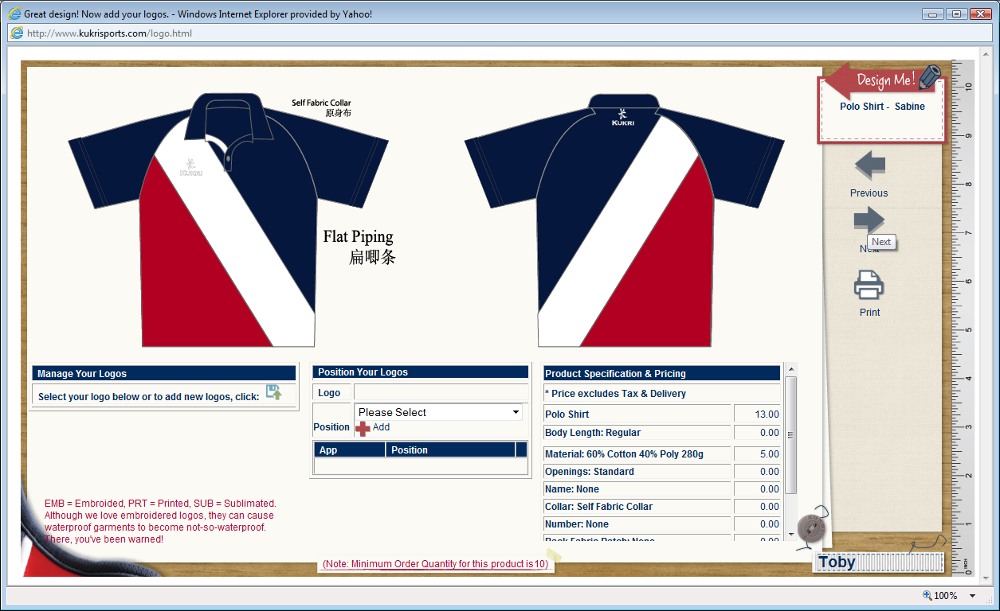 Great design! Now add your logos. - Windows Internet Explorer provided by Yahoo!
http://www.kukrisports.com/logo.html
Self Fabric Collar
原身布
KUKRI
KUKRI
Flat Piping
扁唧条
Design Me!
Polo Shirt - Sabine
Previous
Next
Next
Print
Manage Your Logos
Select your logo below or to add new logos, click:
EMB = Embroided, PRT = Printed, SUB = Sublimated.
Although we love embroidered logos, they can cause
waterproof garments to become not-so-waterproof.
There, you've been warned!
Position Your Logos
Logo
Please Select
Position
Add
App Position
Product Specification & Pricing
* Price excludes Tax & Delivery
Polo Shirt 13.00
Body Length: Regular 0.00
Material: 60% Cotton 40% Poly 280g 5.00
Openings: Standard 0.00
Name: None 0.00
Collar: Self Fabric Collar 0.00
Number: None 0.00
Back Fabric Patch: None 0.00
(Note: Minimum Order Quantity for this product is10)
Toby
10
9
8
7
6
5
4
3
2
1
0 INCH
100%